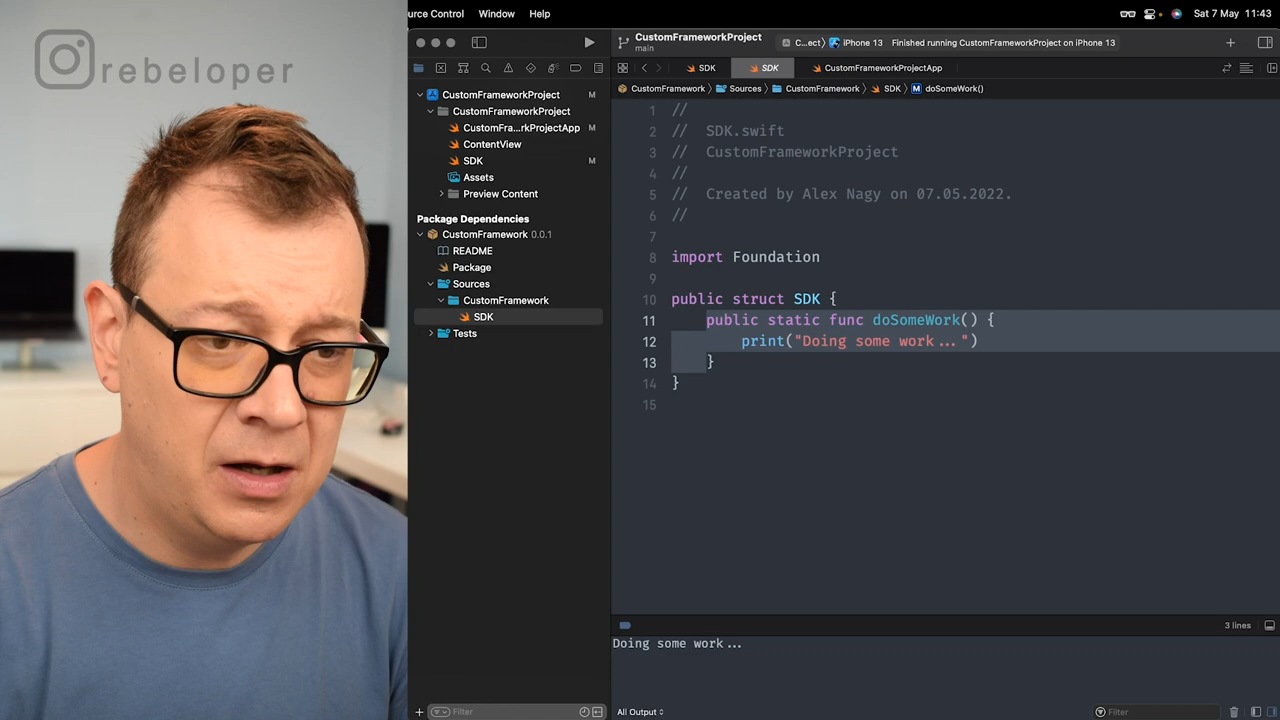 rebeloper
urce Control Window Help
Sat 7 May 11:43
CustomFrameworkProject
main
C...ect) iPhone 13 Finished running CustomFrameworkProject on iPhone 13
SDK SDK CustomFrameworkProjectApp
CustomFramework Sources CustomFramework SDK M doSomeWork()
CustomFrameworkProject M
CustomFrameworkProject
CustomFra...rkProjectApp M
ContentView
SDK M
Assets
Preview Content
Package Dependencies
CustomFramework 0.0.1
README
Package
Sources
CustomFramework
SDK
Tests
Filter
1 //
2 // SDK.swift
3 // CustomFrameworkProject
4 //
5 // Created by Alex Nagy on 07.05.2022.
6 //
7
8 import Foundation
9
10 public struct SDK {
11 public static func doSomeWork() {
12 print("Doing some work...")
13 }
14 }
15
3 lines
Doing some work...
All Output
Filter